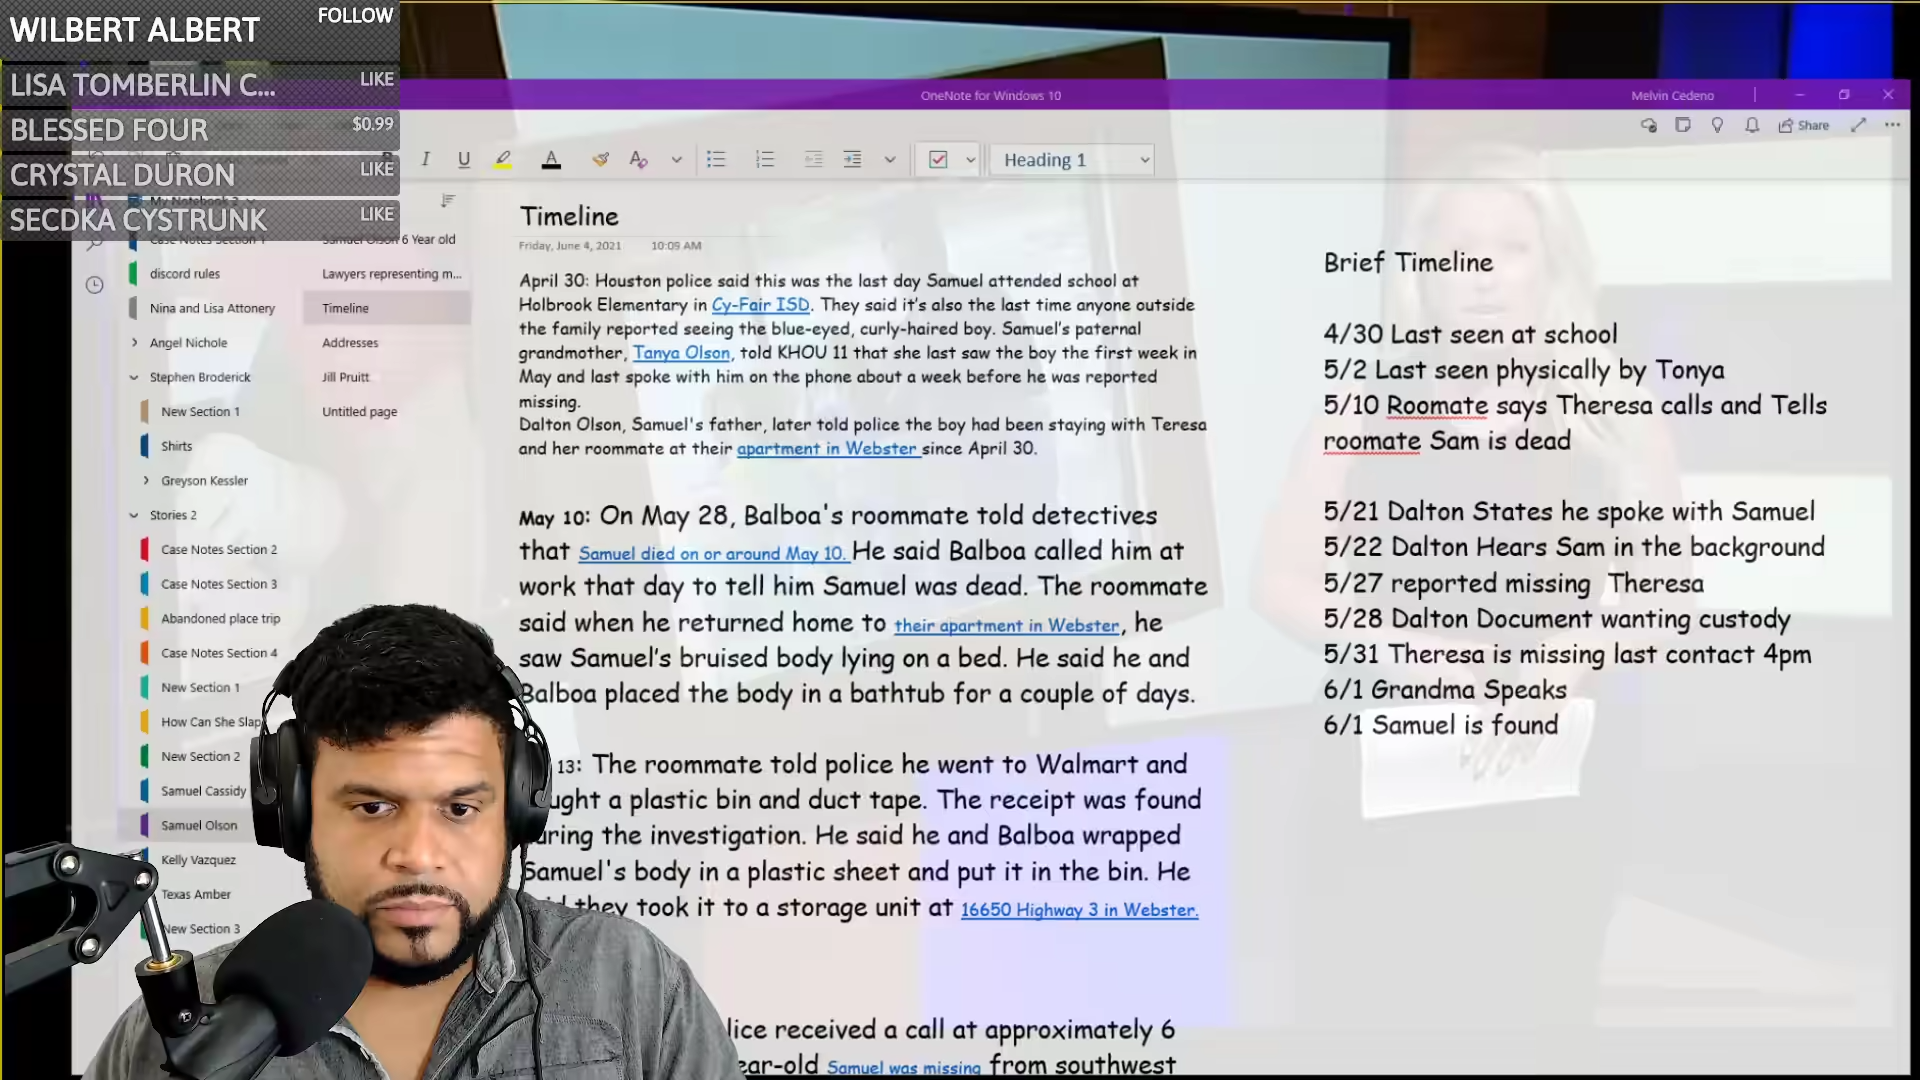 WILBERT ALBERT FOLLOW
LISA TOMBERLIN C... LIKE
BLESSED FOUR $0.99
CRYSTAL DURON LIKE
SECDKA CYSTRUNK LIKE
OneNote for Windows 10
Melvin Cedeno
Share
I U A Heading 1
My Notebook
Case Notes Section 1
discord rules
Nina and Lisa Attonery
Angel Nichole
Stephen Broderick
New Section 1
Shirts
Greyson Kessler
Stories 2
Case Notes Section 2
Case Notes Section 3
Abandoned place trip
Case Notes Section 4
New Section 1
How Can She Slap
New Section 2
Samuel Cassidy
Samuel Olson
Kelly Vazquez
Texas Amber
New Section 3
Samuel Olson 6 Year old
Lawyers representing m...
Timeline
Addresses
Jill Pruitt
Untitled page
Timeline
Friday, June 4, 2021 10:09 AM
April 30: Houston police said this was the last day Samuel attended school at
Holbrook Elementary in Cy-Fair ISD. They said it's also the last time anyone outside
the family reported seeing the blue-eyed, curly-haired boy. Samuel's paternal
grandmother, Tanya Olson, told KHOU 11 that she last saw the boy the first week in
May and last spoke with him on the phone about a week before he was reported
missing.
Dalton Olson, Samuel's father, later told police the boy had been staying with Teresa
and her roommate at their apartment in Webster since April 30.
May 10: On May 28, Balboa's roommate told detectives
that Samuel died on or around May 10. He said Balboa called him at
work that day to tell him Samuel was dead. The roommate
said when he returned home to their apartment in Webster, he
saw Samuel's bruised body lying on a bed. He said he and
Balboa placed the body in a bathtub for a couple of days.
13: The roommate told police he went to Walmart and
ught a plastic bin and duct tape. The receipt was found
uring the investigation. He said he and Balboa wrapped
Samuel's body in a plastic sheet and put it in the bin. He
they took it to a storage unit at 16650 Highway 3 in Webster.
lice received a call at approximately 6
ear-old Samuel was missing from southwest
Brief Timeline
4/30 Last seen at school
5/2 Last seen physically by Tonya
5/10 Roomate says Theresa calls and Tells
roomate Sam is dead
5/21 Dalton States he spoke with Samuel
5/22 Dalton Hears Sam in the background
5/27 reported missing Theresa
5/28 Dalton Document wanting custody
5/31 Theresa is missing last contact 4pm
6/1 Grandma Speaks
6/1 Samuel is found